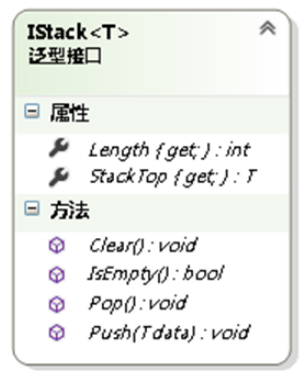 IStack<T>
泛型接口
属性
Length { get; } : int
StackTop { get; } : T
方法
Clear() : void
IsEmpty() : bool
Pop() : void
Push(T data) : void